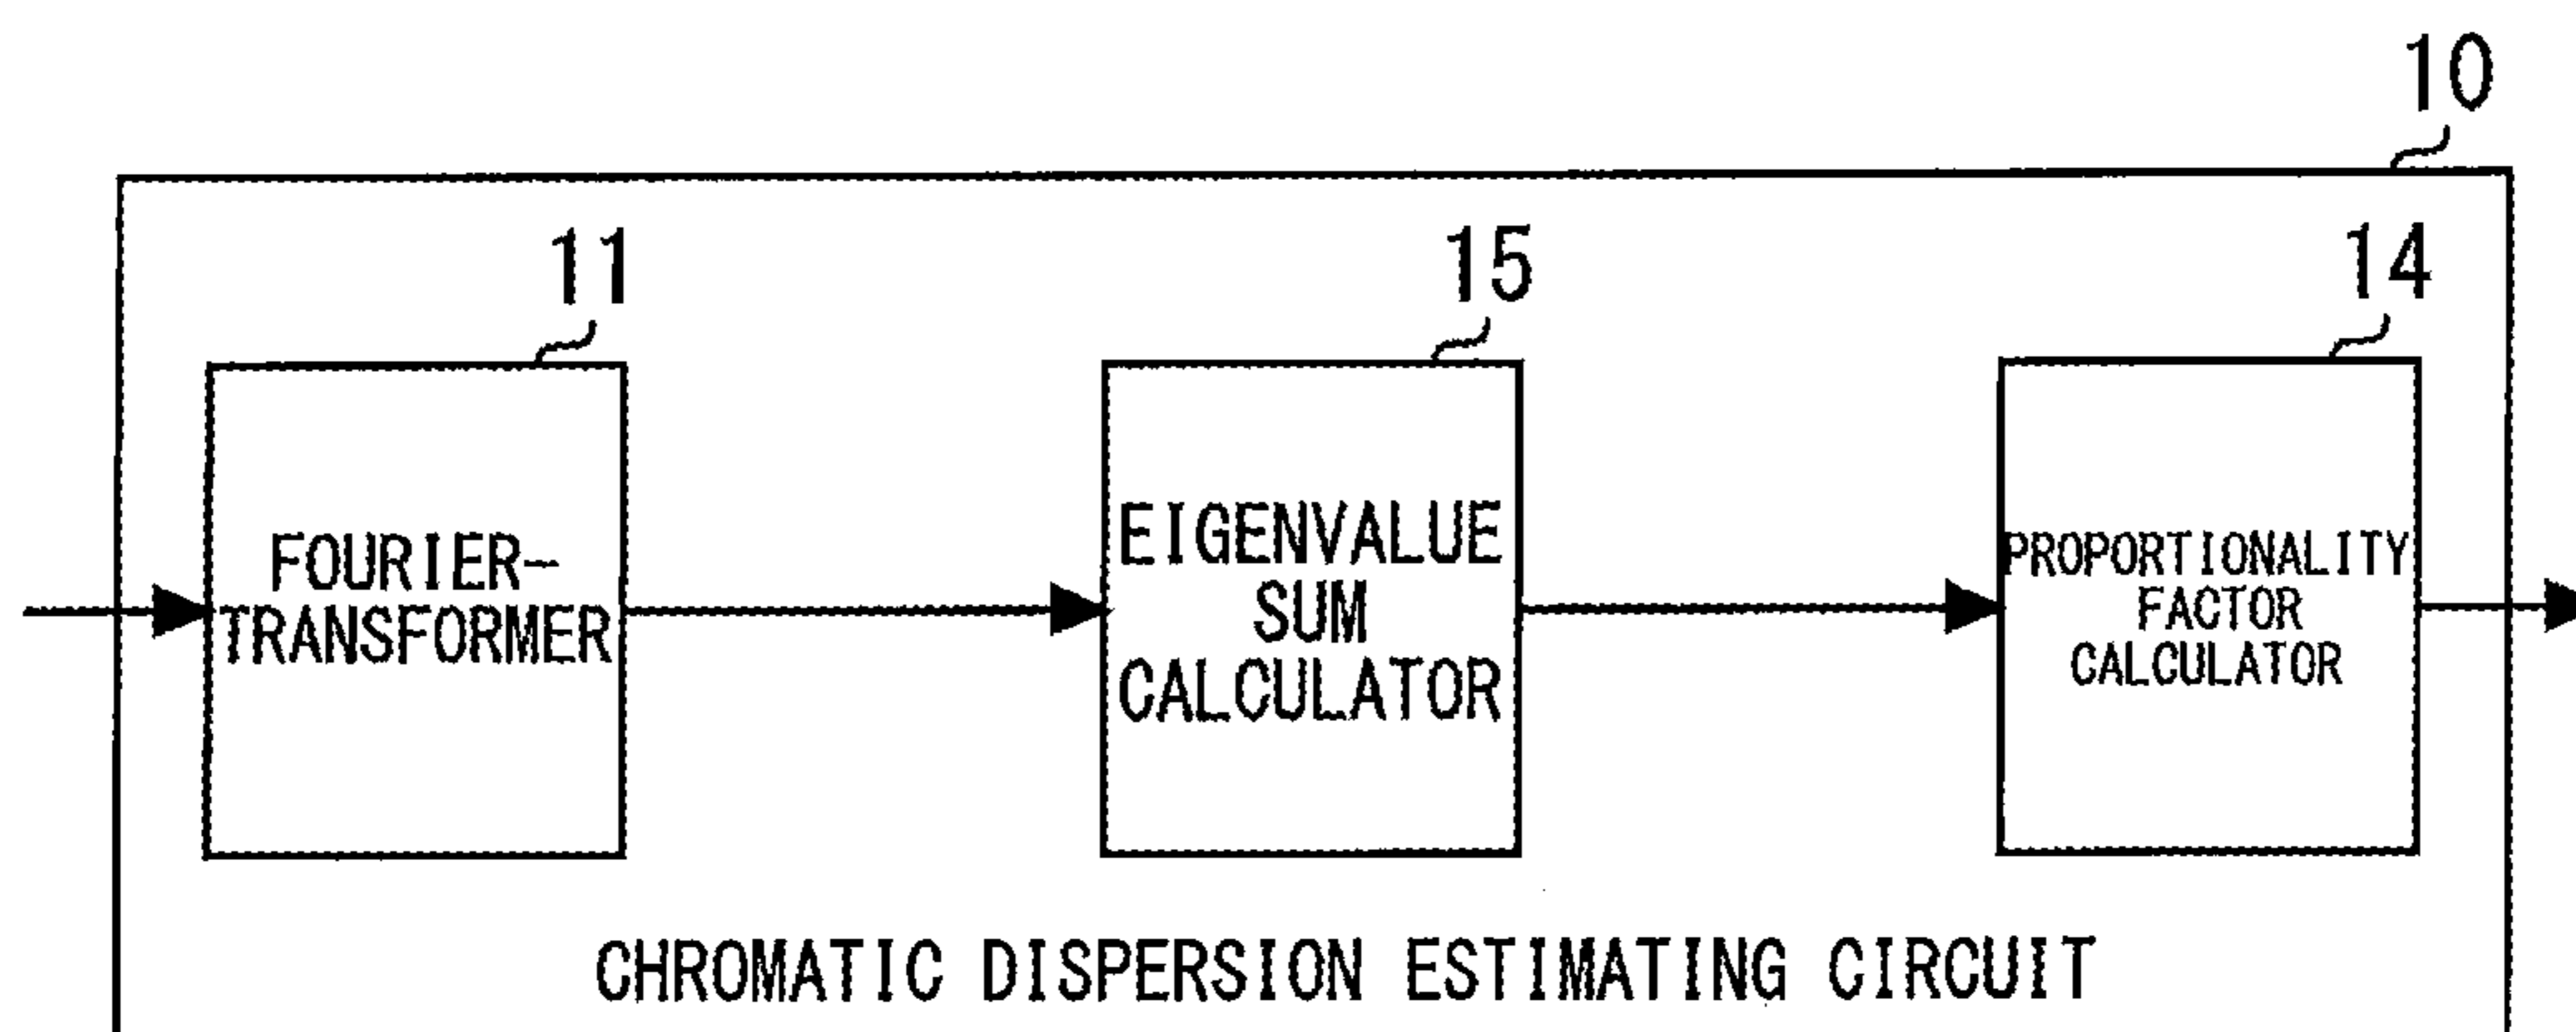 10
11
15
14
FOURIER-
TRANSFORMER
EIGENVALUE
SUM
CALCULATOR
PROPORTIONALITY
FACTOR
CALCULATOR
CHROMATIC DISPERSION ESTIMATING CIRCUIT